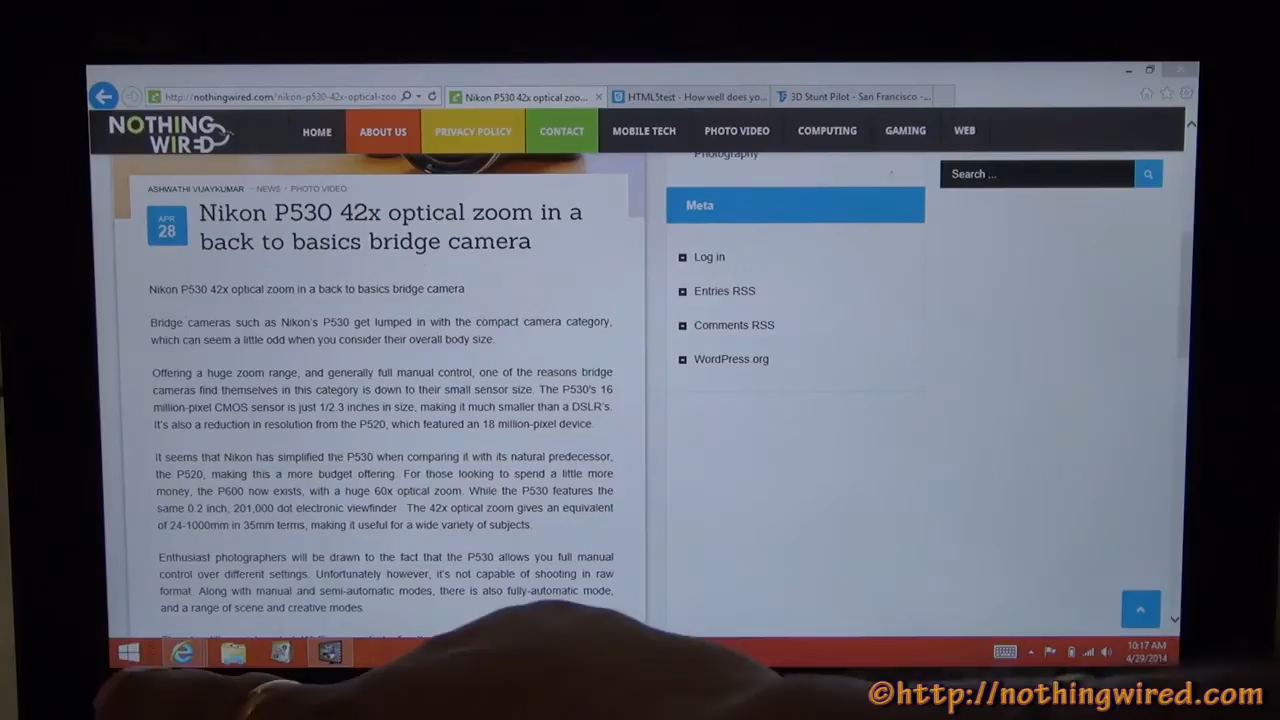 http://nothingwired.com/nikon-p530-42x-optical-zoo
Nikon P530 42x optical zoo...
HTML5test - How well does yo...
3D Stunt Pilot - San Francisco - ...
NOTHING
WIRED
HOME
ABOUT US
PRIVACY POLICY
CONTACT
MOBILE TECH
PHOTO VIDEO
COMPUTING
GAMING
WEB
Photography
Search ...
ASHWATHI VIJAYKUMAR - NEWS · PHOTO VIDEO
APR
28
Nikon P530 42x optical zoom in a
back to basics bridge camera
Nikon P530 42x optical zoom in a back to basics bridge camera
Bridge cameras such as Nikon's P530 get lumped in with the compact camera category,
which can seem a little odd when you consider their overall body size.
Offering a huge zoom range, and generally full manual control, one of the reasons bridge
cameras find themselves in this category is down to their small sensor size. The P530's 16
million-pixel CMOS sensor is just 1/2.3 inches in size, making it much smaller than a DSLR's.
It's also a reduction in resolution from the P520, which featured an 18 million-pixel device.
It seems that Nikon has simplified the P530 when comparing it with its natural predecessor,
the P520, making this a more budget offering. For those looking to spend a little more
money, the P600 now exists, with a huge 60x optical zoom. While the P530 features the
same 0.2 inch, 201,000 dot electronic viewfinder. The 42x optical zoom gives an equivalent
of 24-1000mm in 35mm terms, making it useful for a wide variety of subjects.
Enthusiast photographers will be drawn to the fact that the P530 allows you full manual
control over different settings. Unfortunately however, it's not capable of shooting in raw
format. Along with manual and semi-automatic modes, there is also fully-automatic mode,
and a range of scene and creative modes.
Meta
Log in
Entries RSS
Comments RSS
WordPress.org
10:17 AM
4/29/2014
©http://nothingwired.com